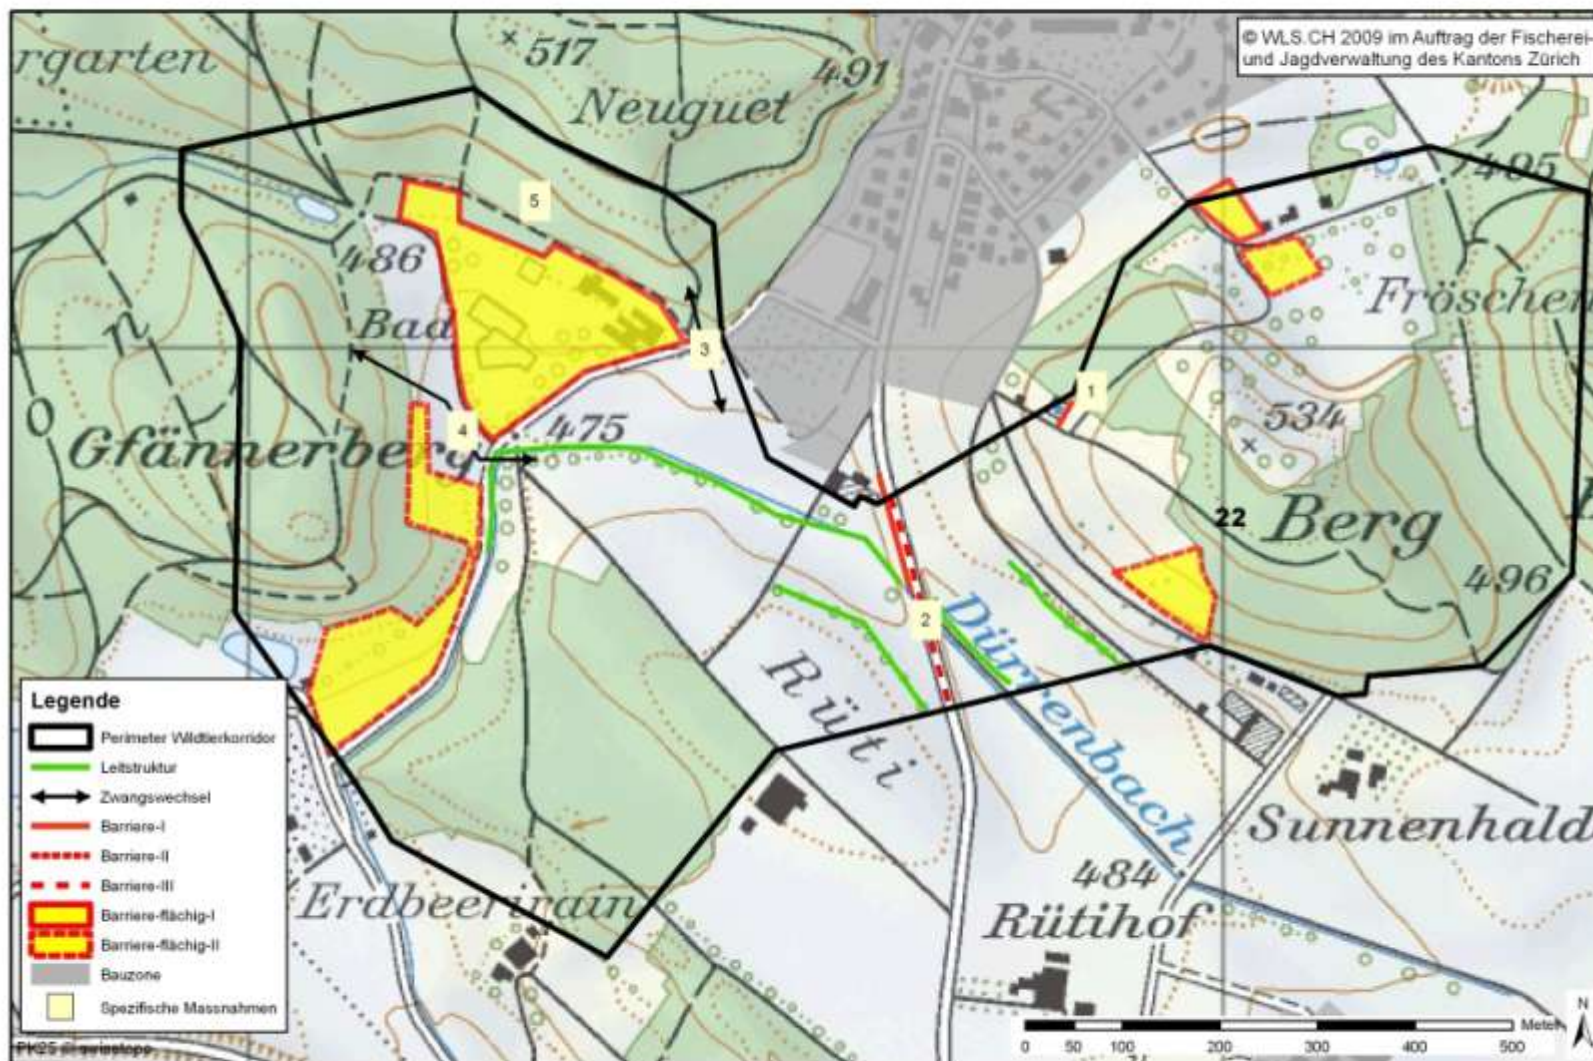 © WLS.CH 2009 im Auftrag der Fischerei-
und Jagdverwaltung des Kantons Zürich
rgarten
517
491
Neuguet
495
5
486
Bad
3
Fröschen
1
4
475
Gfännerberg
534
22
Berg
496
2
Dürrenbach
Rüti
Sunnenhald
484
Rütihof
Erdbeerirain
Legende
Perimeter Wildtierkorridor
Leitstruktur
Zwangswechsel
Barriere-I
Barriere-II
Barriere-III
Barriere-flächig-I
Barriere-flächig-II
Bauzone
Spezifische Massnahmen
PK25 © swisstopo
Meter
0 50 100 200 300 400 500
N